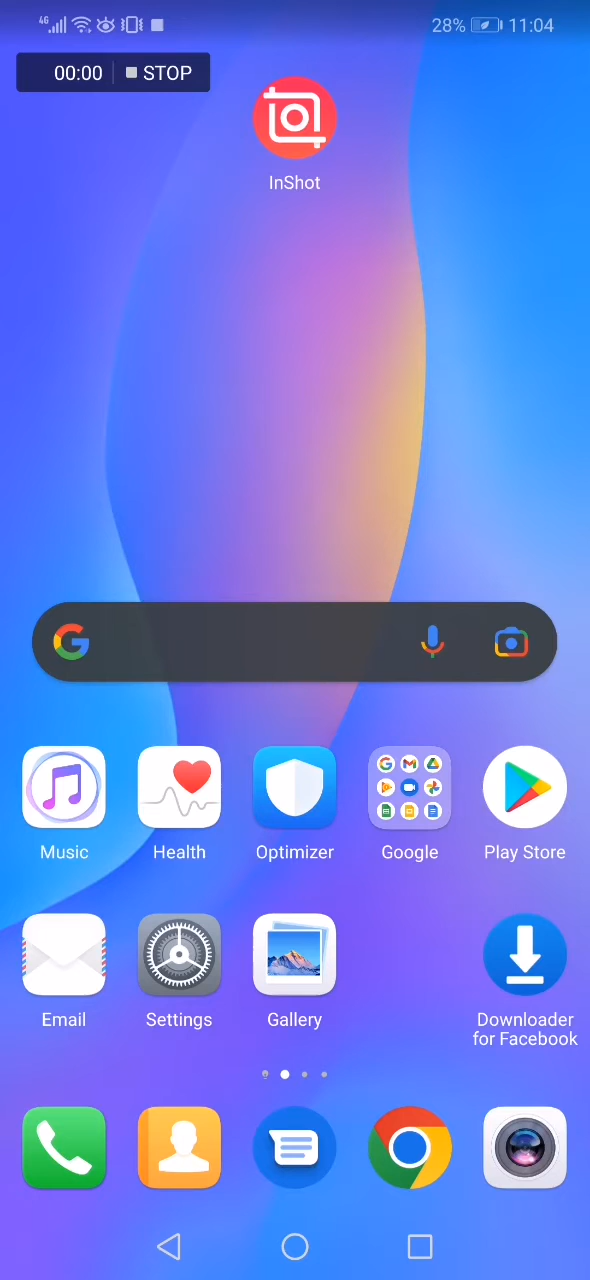 4G
28%
11:04
00:00
STOP
InShot
Music
Health
Optimizer
Google
Play Store
Email
Settings
Gallery
Downloader
for Facebook